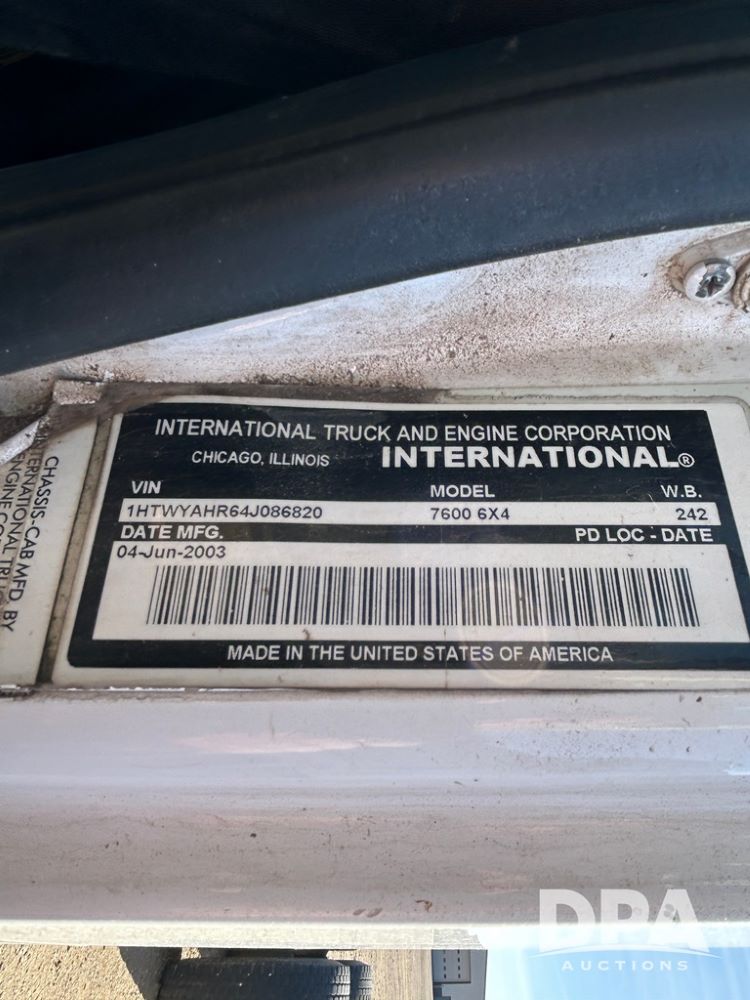 INTERNATIONAL TRUCK AND ENGINE CORPORATION
CHICAGO, ILLINOIS INTERNATIONAL®
VIN MODEL W.B.
1HTWYAHR64J086820 7600 6X4 242
DATE MFG. PD LOC - DATE
04-Jun-2003
MADE IN THE UNITED STATES OF AMERICA
CHASSIS-CAB MFD. BY
INTERNATIONAL
DPA
AUCTIONS